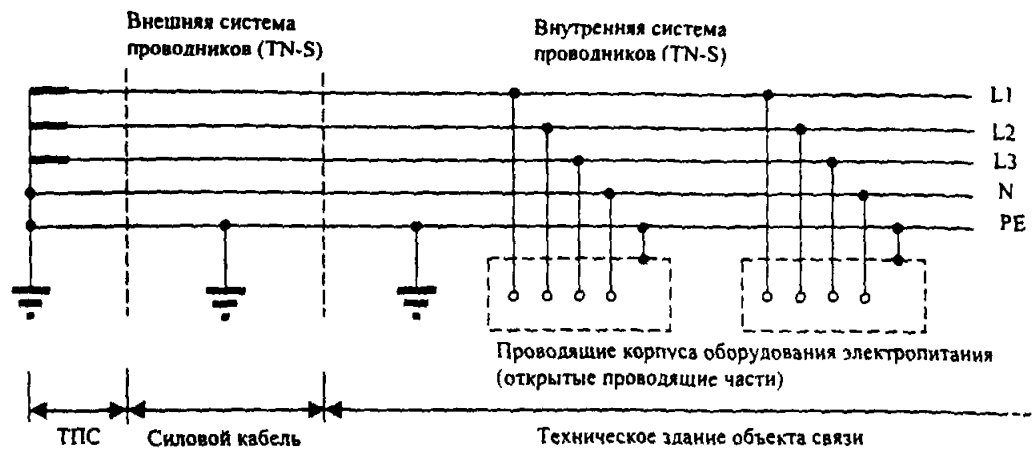 Внешняя система
проводников (TN-S)
Внутренняя система
проводников (TN-S)
L1
L2
L3
N
PE
Проводящие корпуса оборудования электропитания
(открытые проводящие части)
ТПС
Силовой кабель
Техническое здание объекта связи